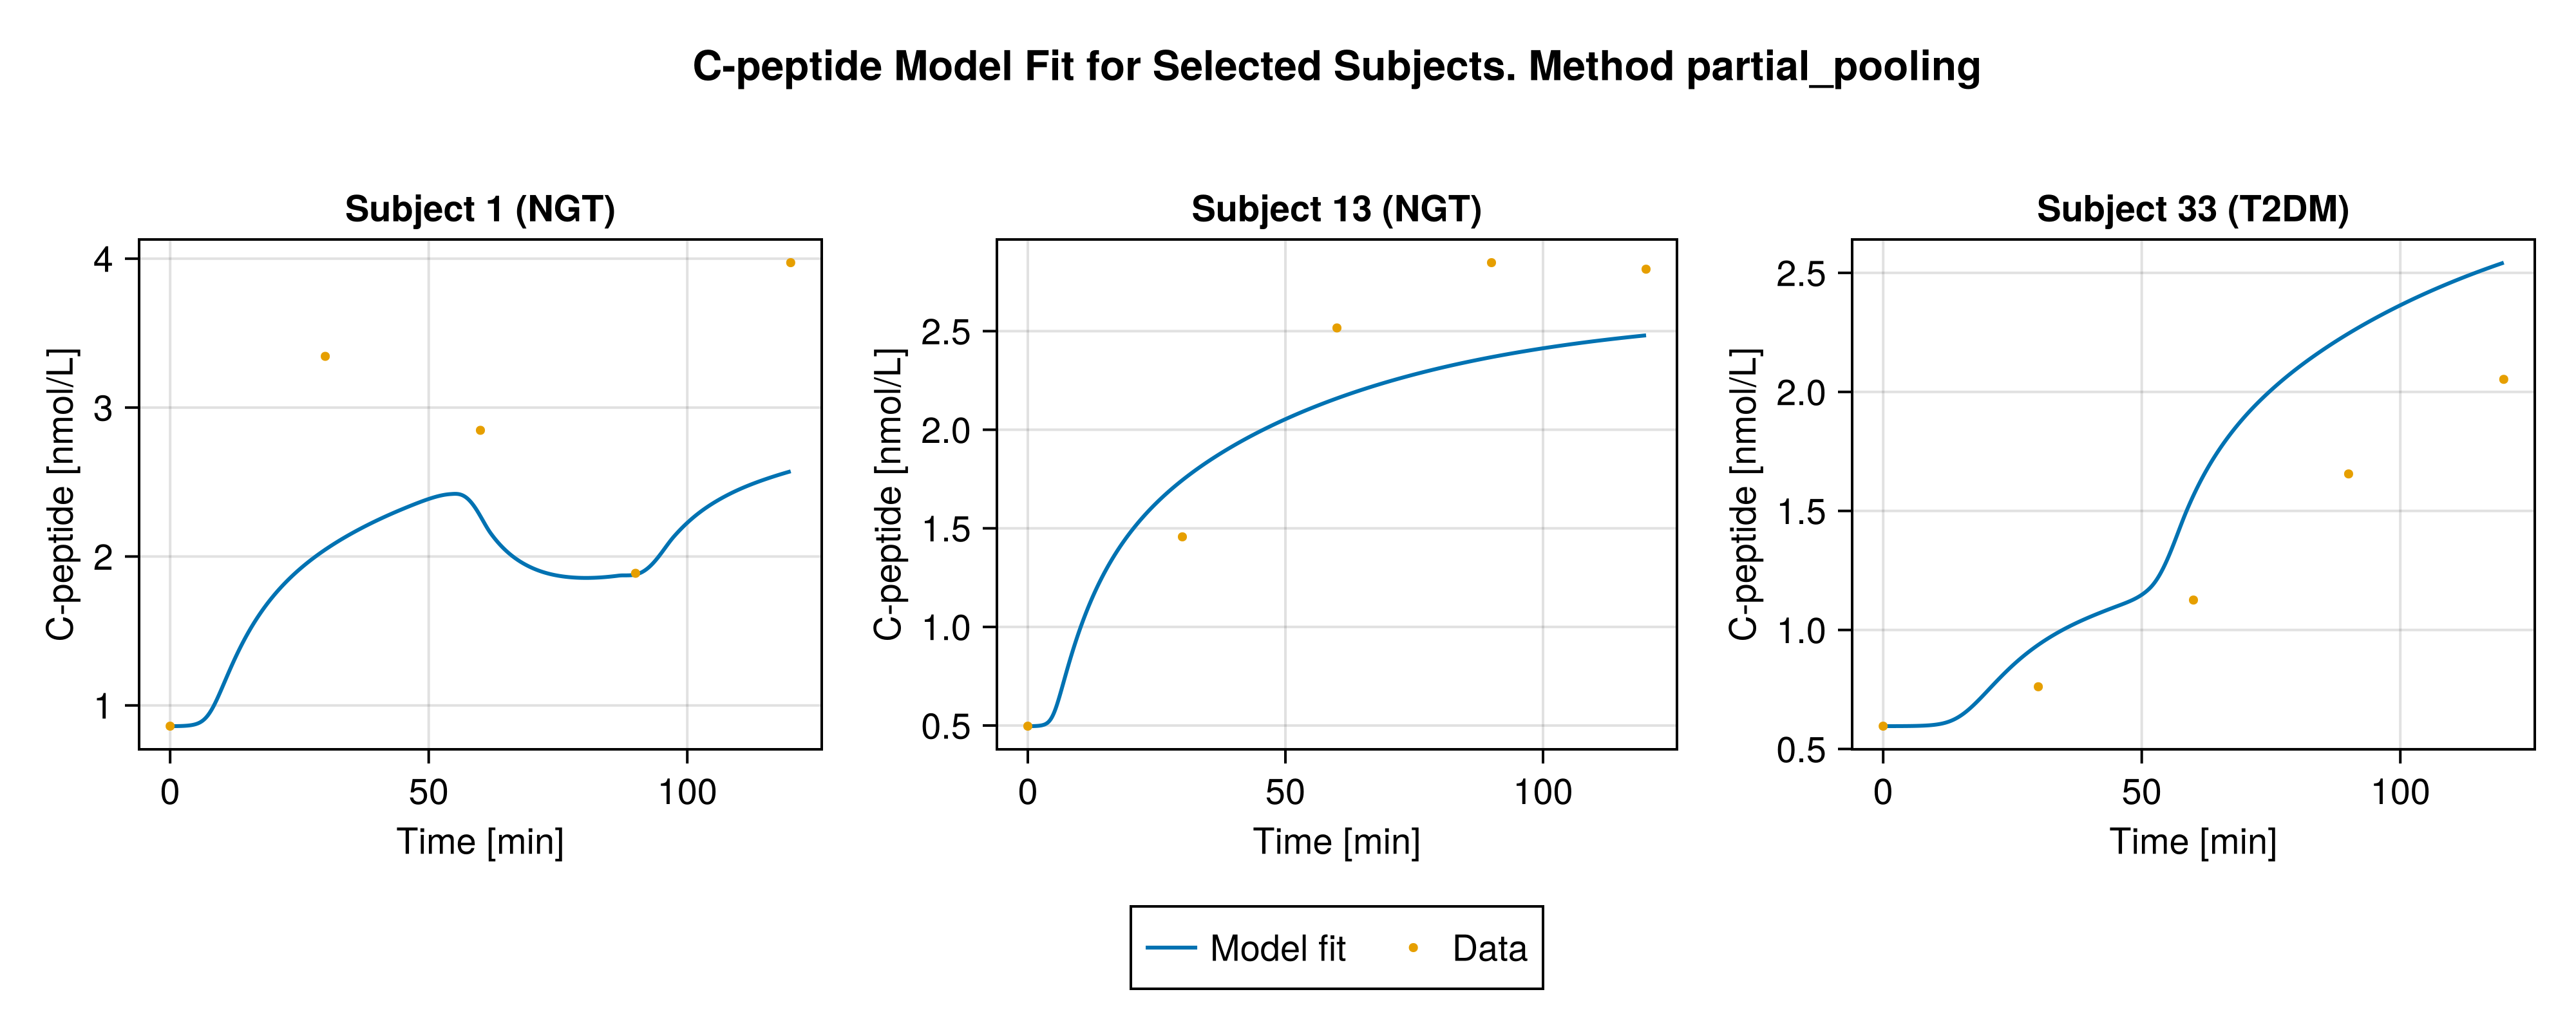 C-peptide Model Fit for Selected Subjects. Method partial_pooling
Subject 1 (NGT)
C-peptide [nmol/L]
4
3
2
1
0 50 100
Time [min]
Subject 13 (NGT)
C-peptide [nmol/L]
2.5
2.0
1.5
1.0
0.5
0 50 100
Time [min]
Subject 33 (T2DM)
C-peptide [nmol/L]
2.5
2.0
1.5
1.0
0.5
0 50 100
Time [min]
Model fit Data